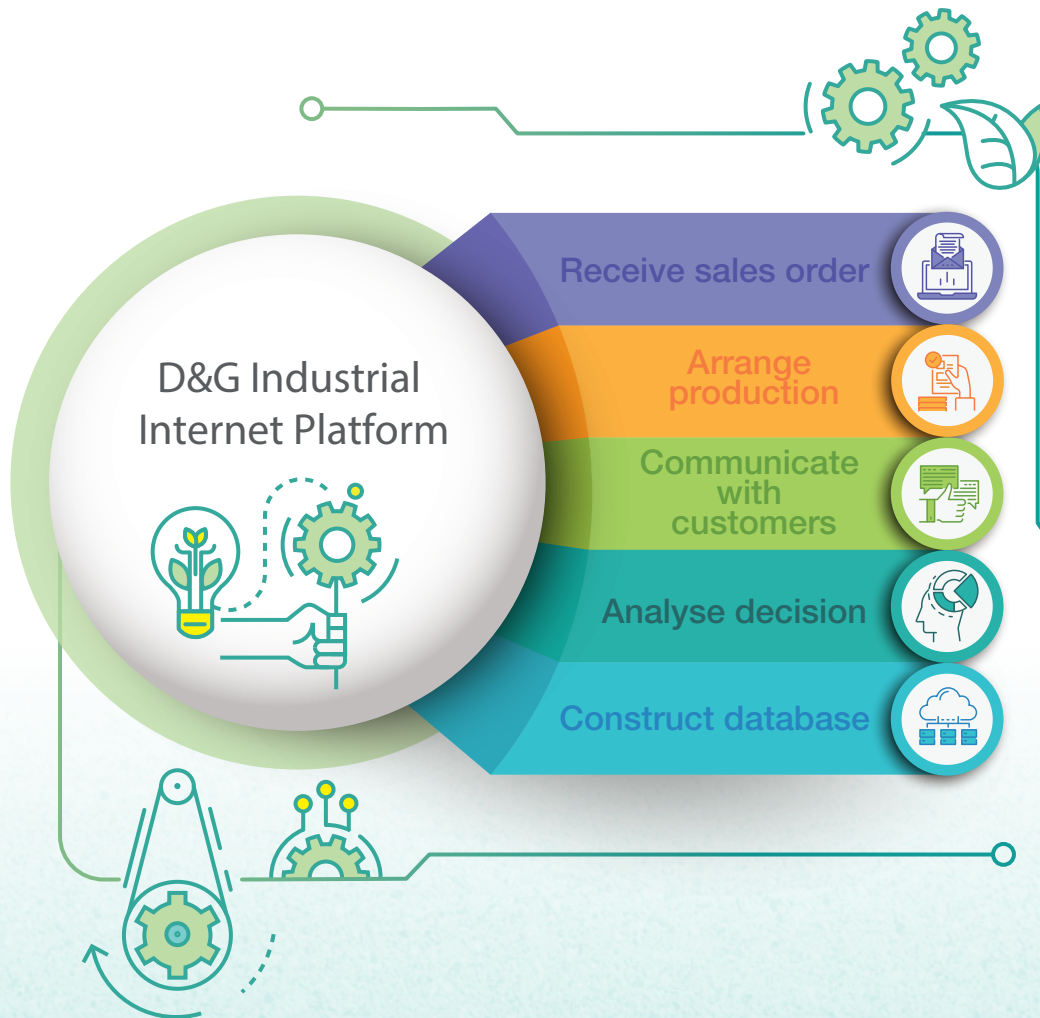 D&G Industrial
Internet Platform
Receive sales order
Arrange
production
Communicate
with
customers
Analyse decision
Construct database